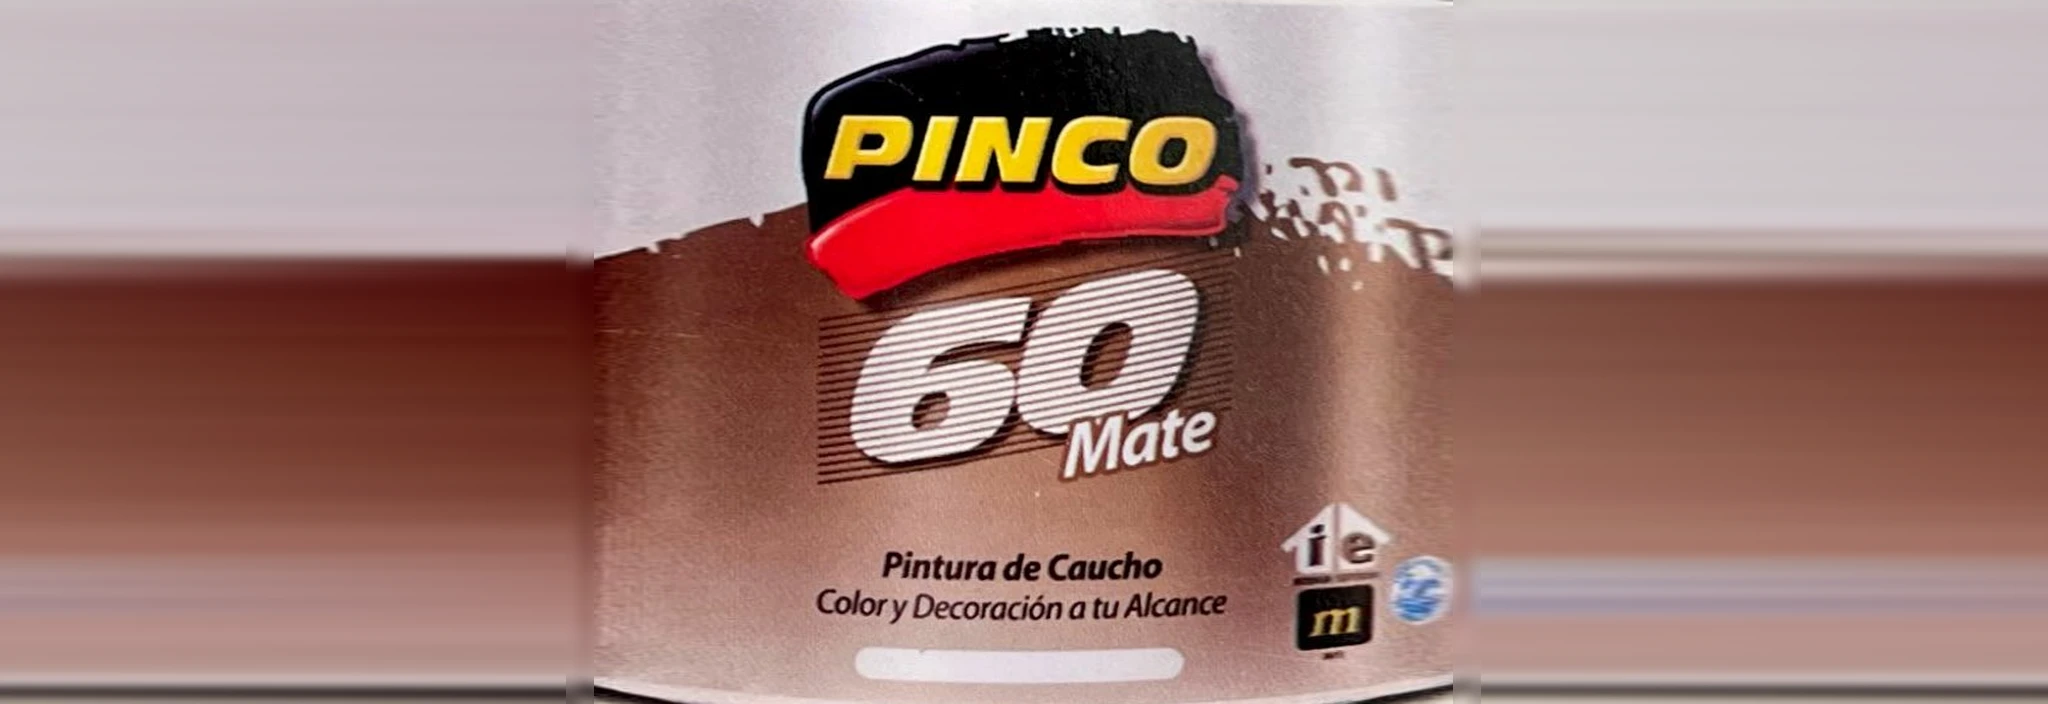 PINCO
60
Mate
Pintura de Caucho
Color y Decoración a tu Alcance
i e
m